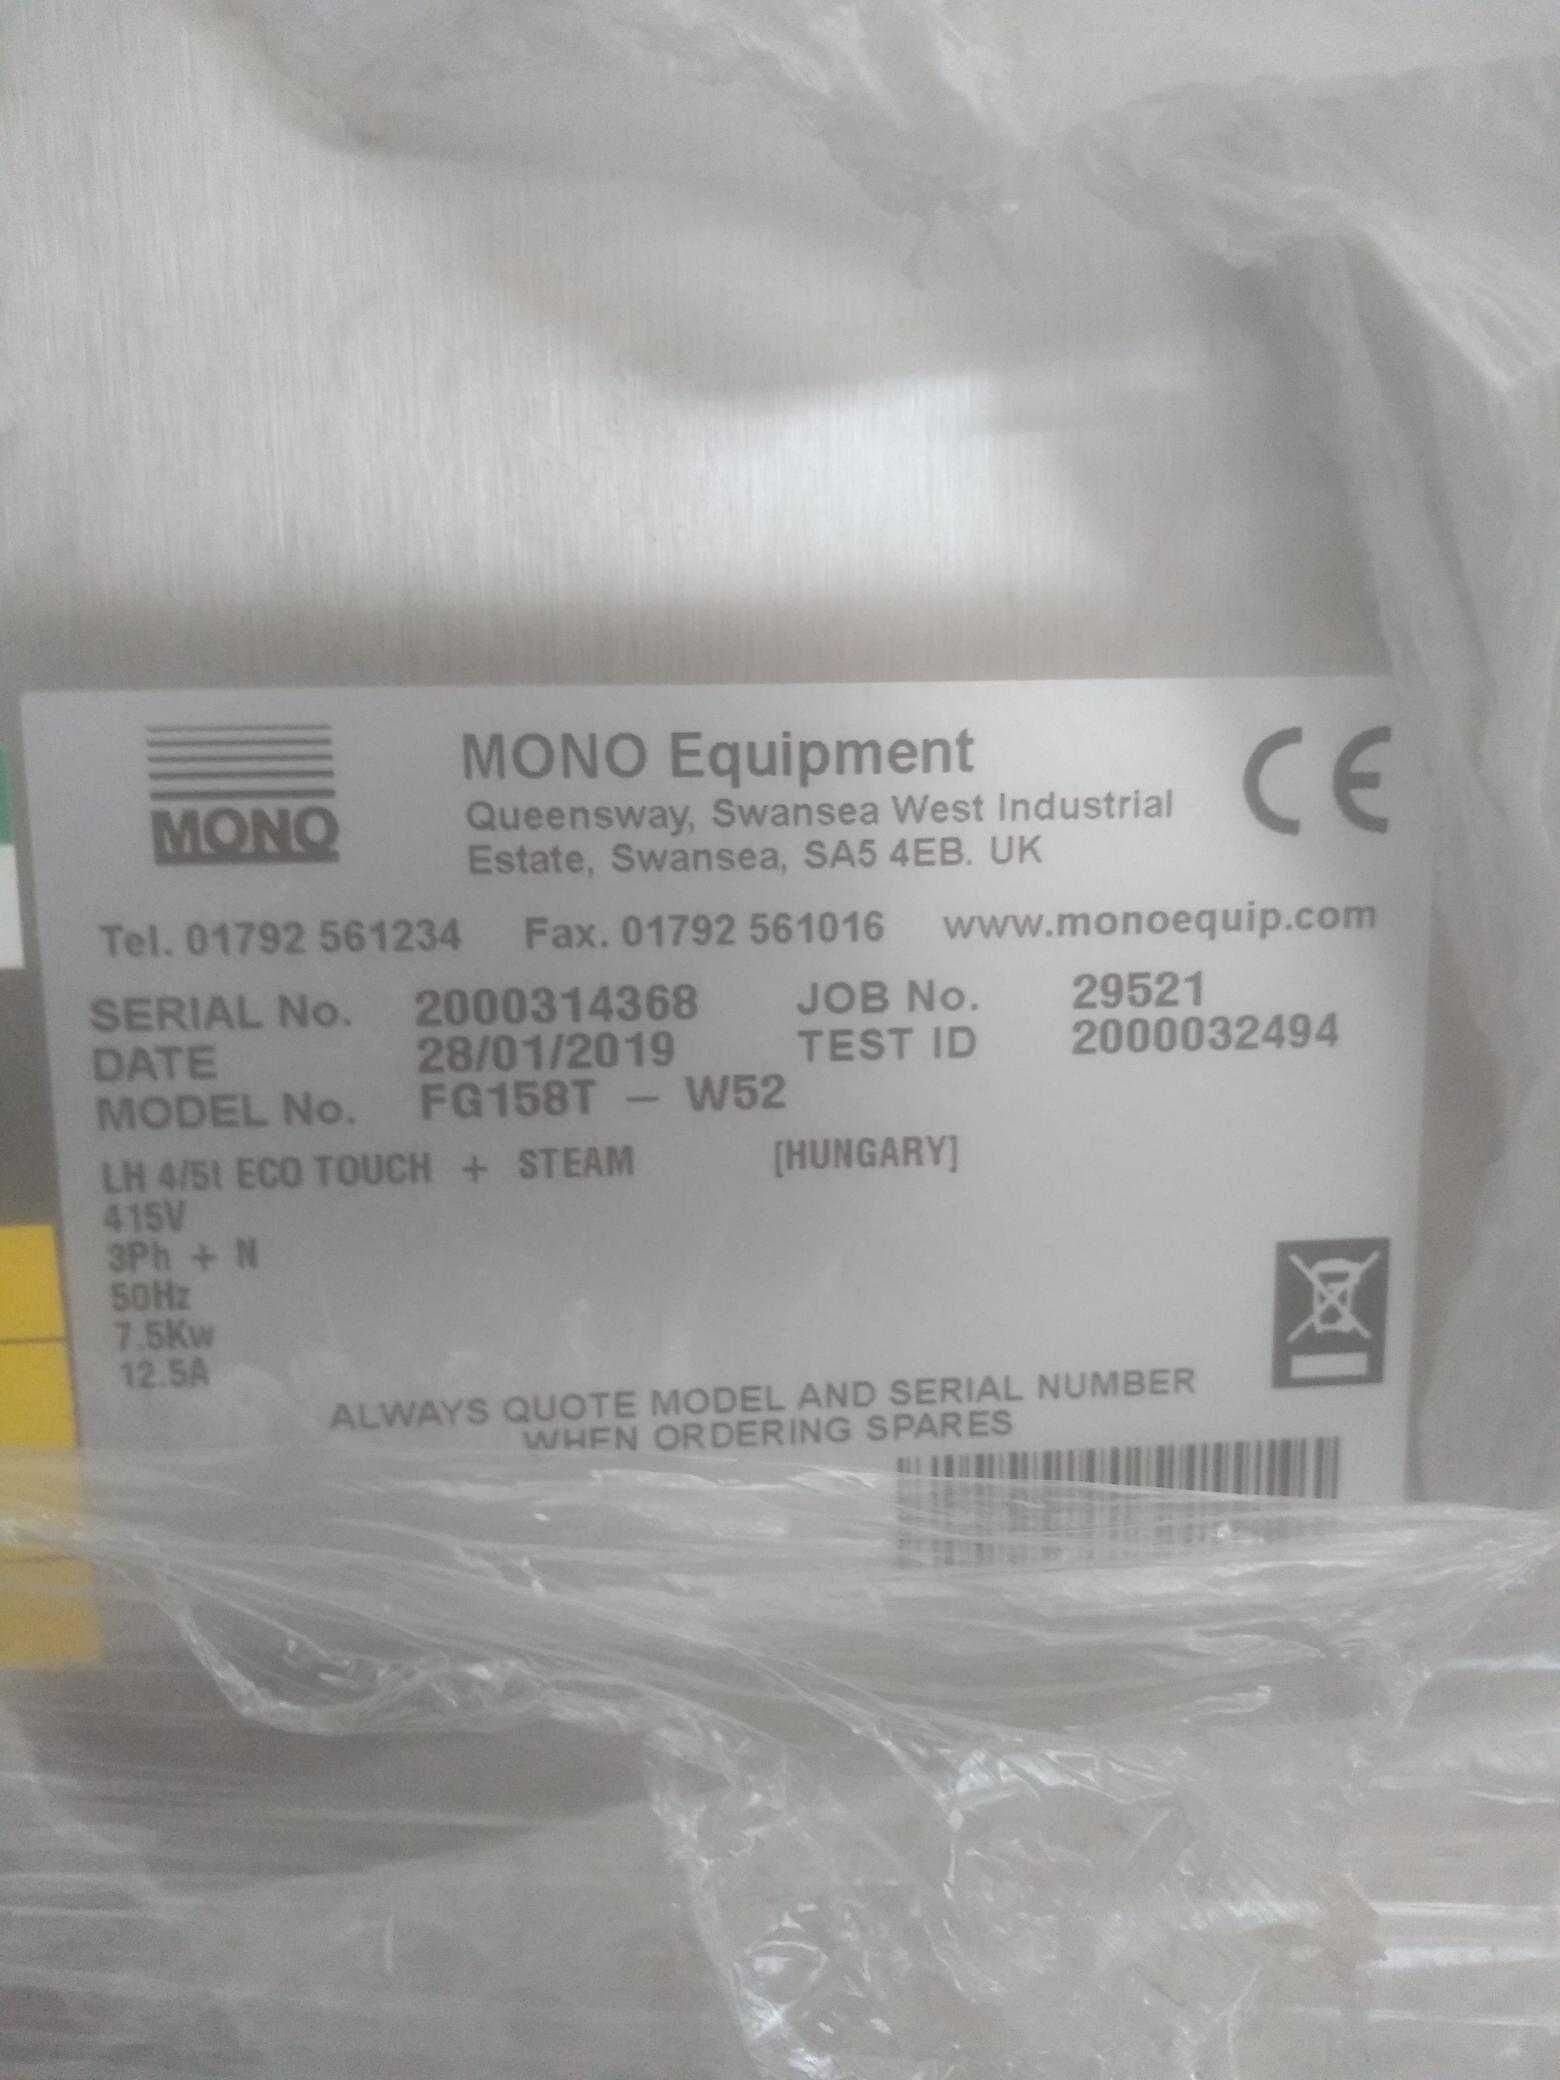 MONO
MONO Equipment
Queensway, Swansea West Industrial
Estate, Swansea, SA5 4EB. UK
CE
Tel. 01792 561234 Fax. 01792 561016 www.monoequip.com
SERIAL No. 2000314368 JOB No. 29521
DATE 28/01/2019 TEST ID 2000032494
MODEL No. FG158T – W52
LH 4/5t ECO TOUCH + STEAM [HUNGARY]
415V
3Ph + N
50Hz
7.5Kw
12.5A
ALWAYS QUOTE MODEL AND SERIAL NUMBER
WHEN ORDERING SPARES